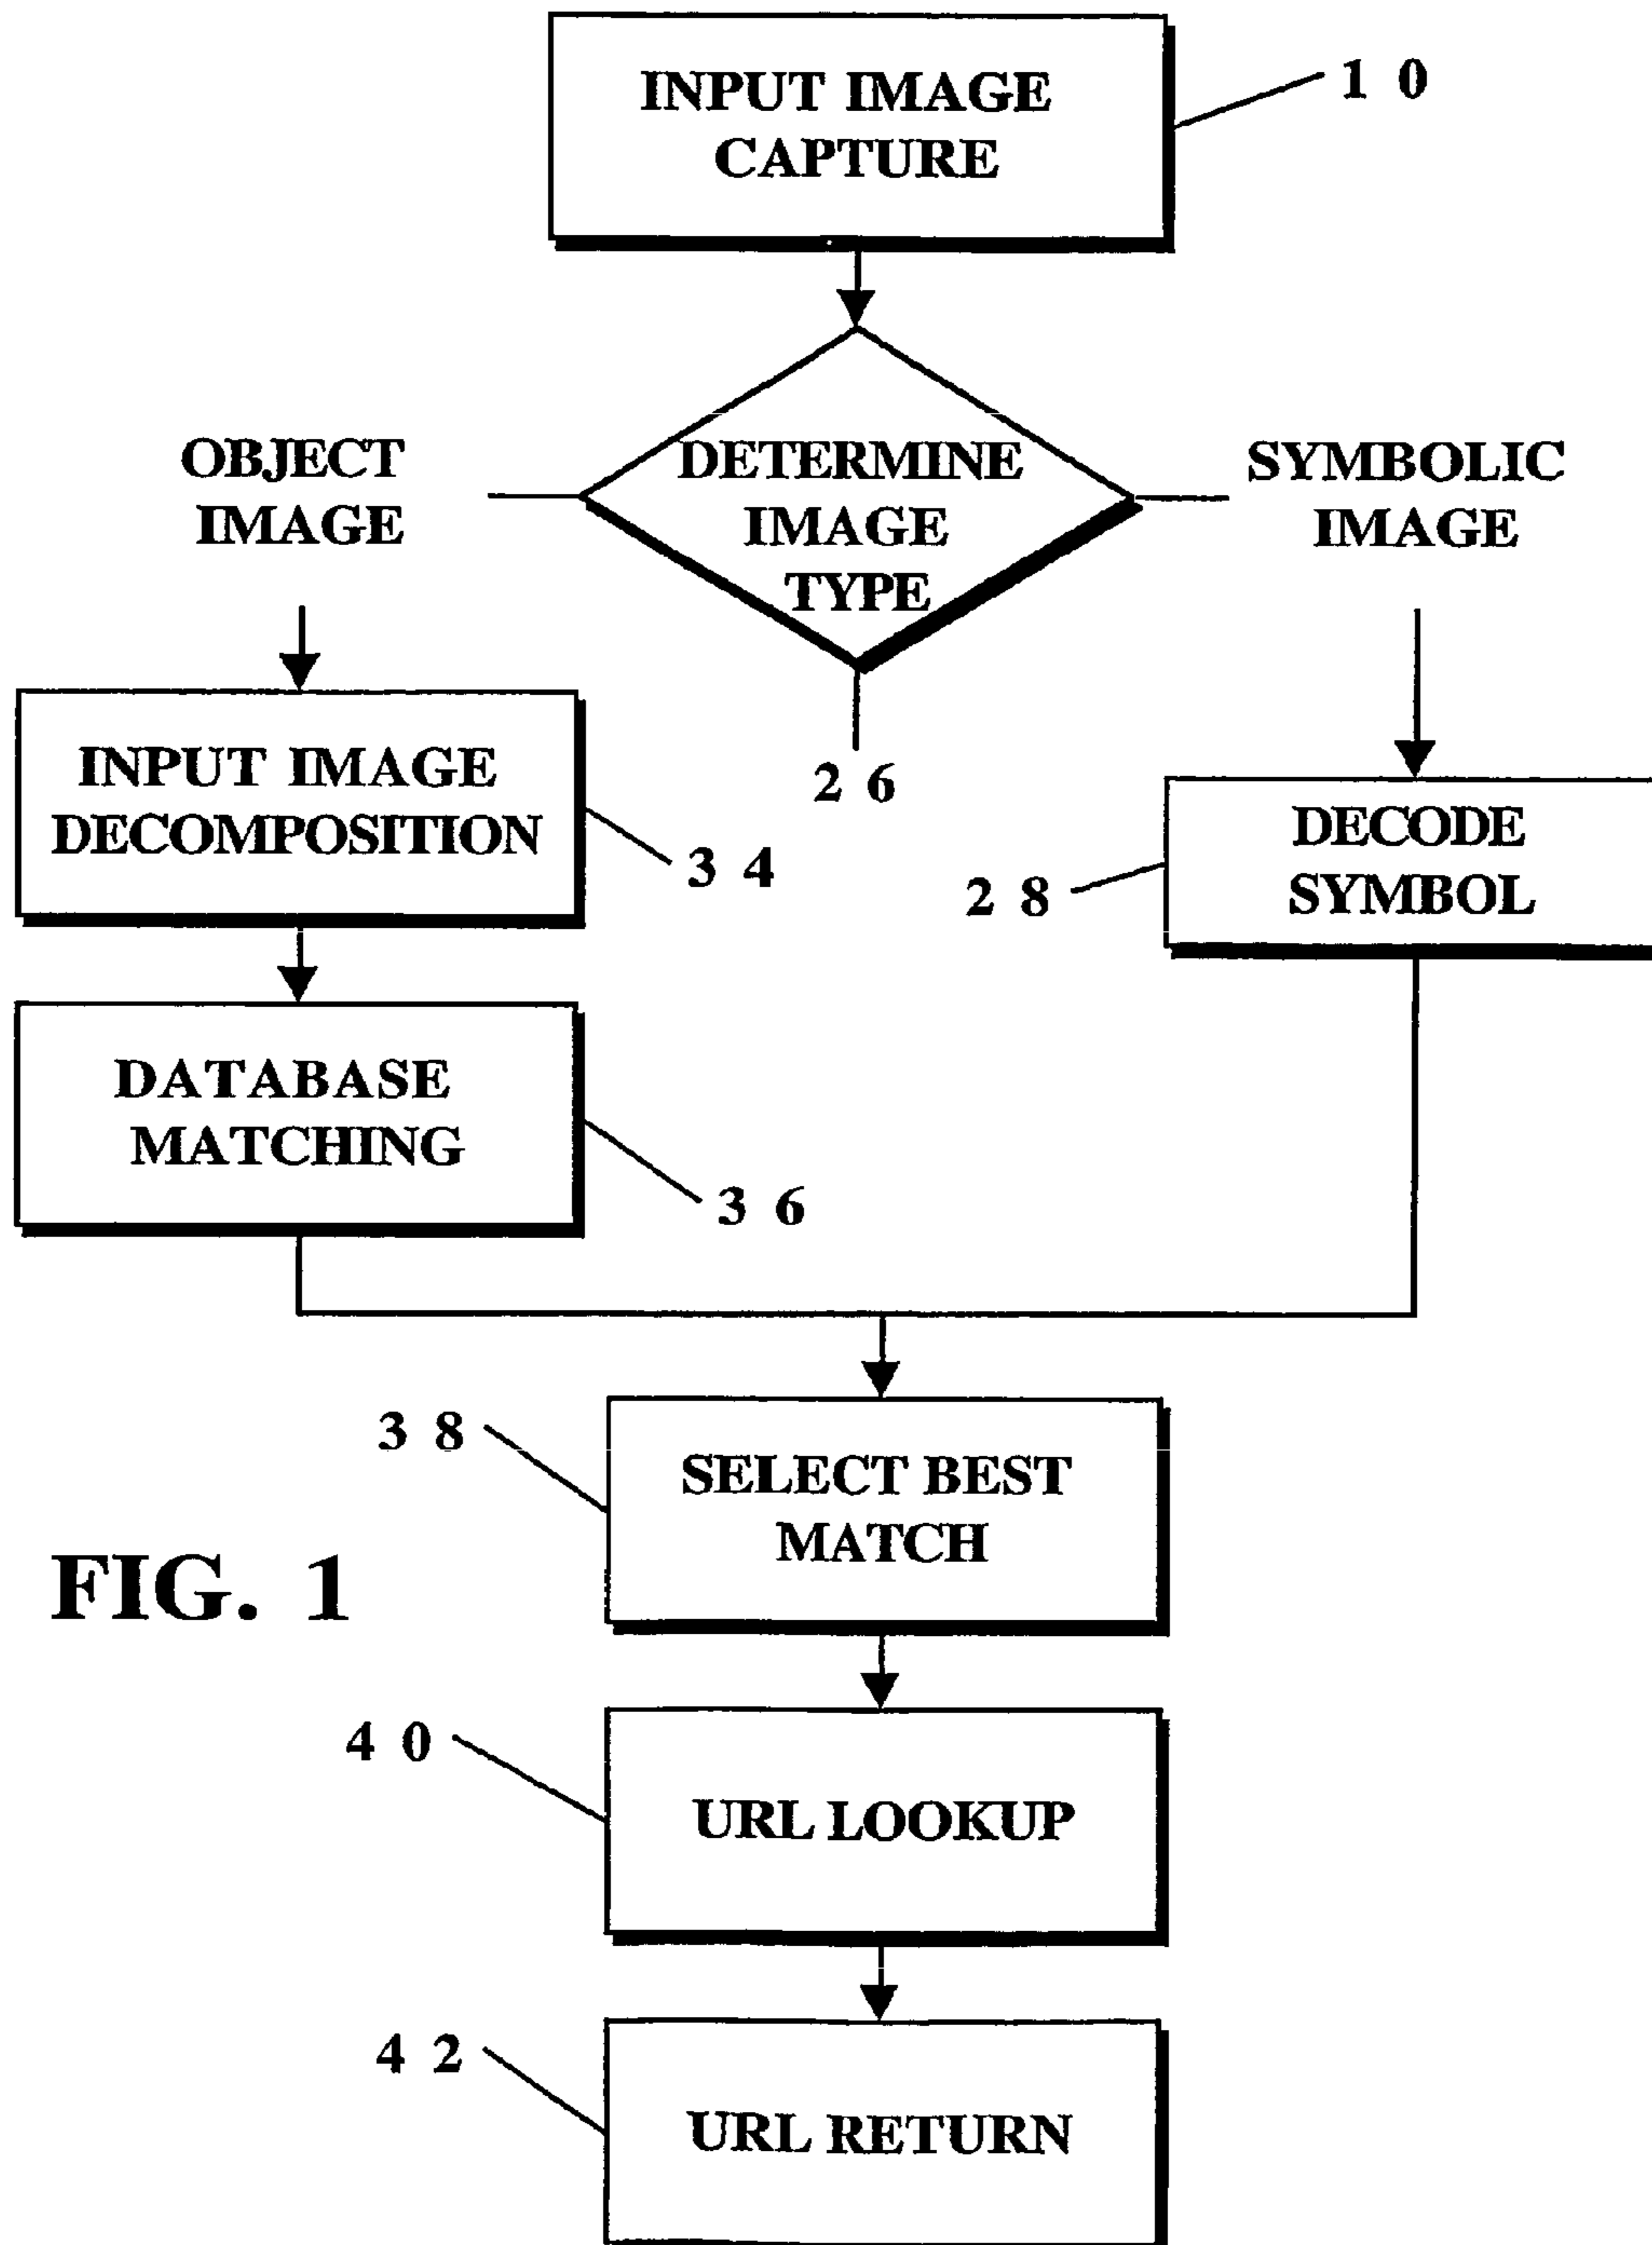 INPUT IMAGE
CAPTURE
1 0
OBJECT
IMAGE
DETERMINE
IMAGE
TYPE
SYMBOLIC
IMAGE
2 6
INPUT IMAGE
DECOMPOSITION
3 4
DECODE
SYMBOL
2 8
DATABASE
MATCHING
3 6
3 8
SELECT BEST
MATCH
FIG. 1
4 0
URL LOOKUP
4 2
URL RETURN